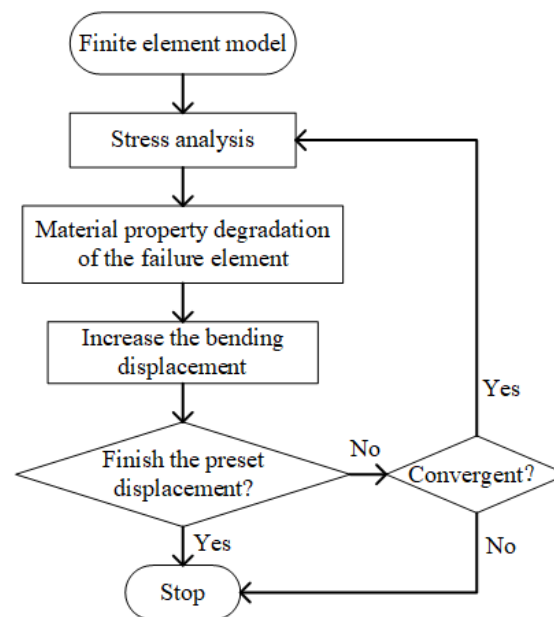 Finite element model
Stress analysis
Material property degradation
of the failure element
Increase the bending
displacement
Yes
No
Finish the preset
displacement?
Convergent?
Yes
No
Stop